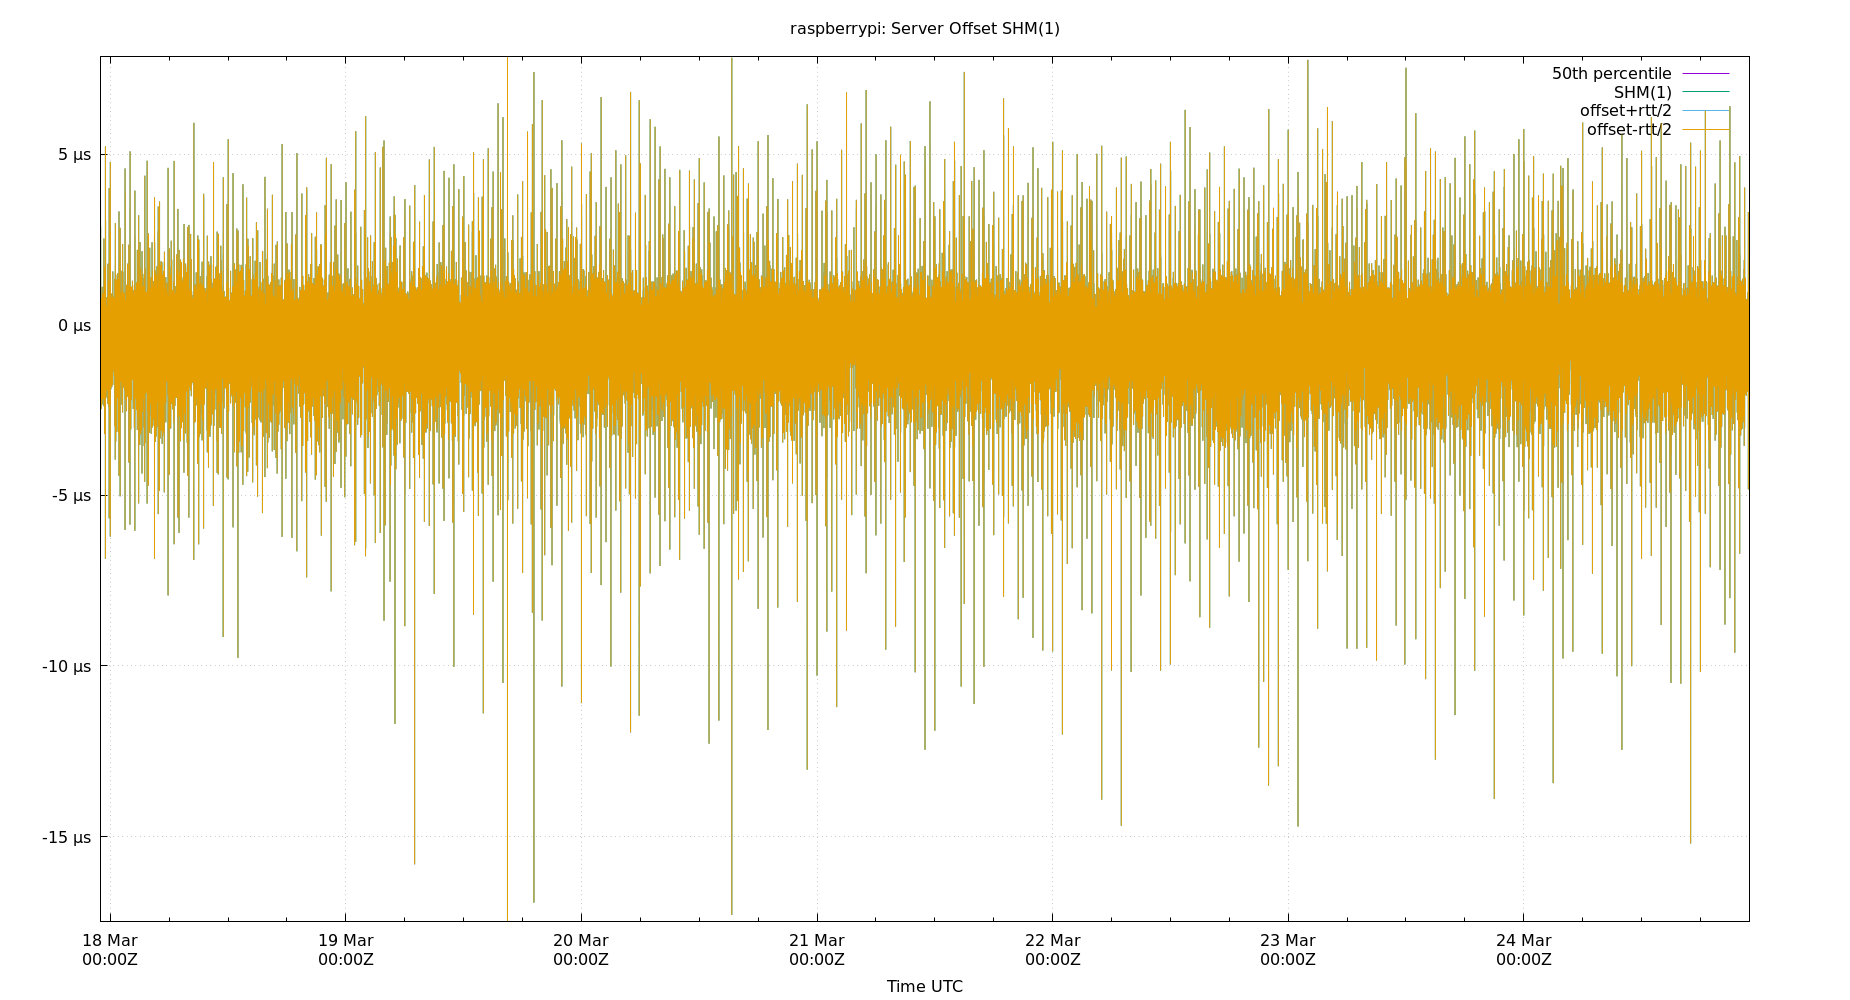 raspberrypi: Server Offset SHM(1)
50th percentile
SHM(1)
offset+rtt/2
offset-rtt/2
5 µs
0 µs
-5 µs
-10 µs
-15 µs
18 Mar 19 Mar 20 Mar 21 Mar 22 Mar 23 Mar 24 Mar
00:00Z 00:00Z 00:00Z 00:00Z 00:00Z 00:00Z 00:00Z
Time UTC